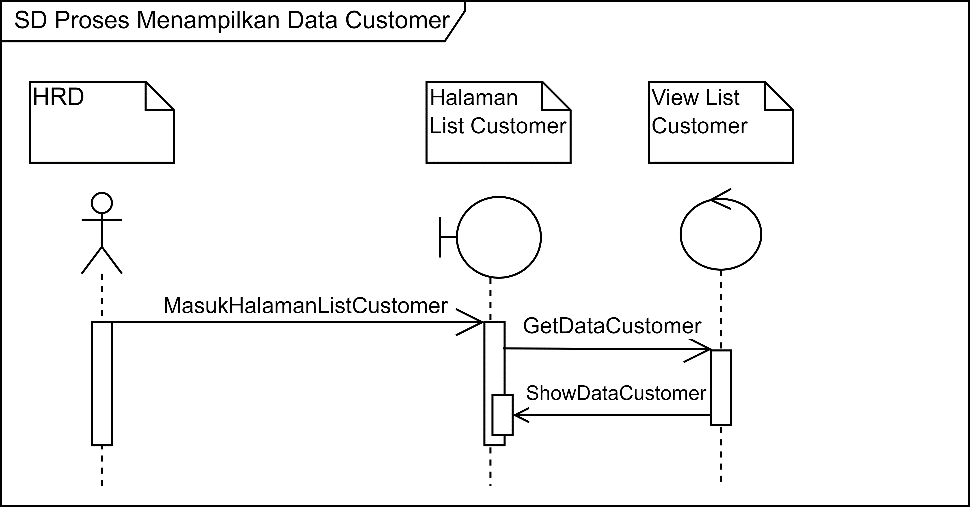 SD Proses Menampilkan Data Customer
HRD
Halaman
List Customer
View List
Customer
MasukHalamanListCustomer
GetDataCustomer
ShowDataCustomer